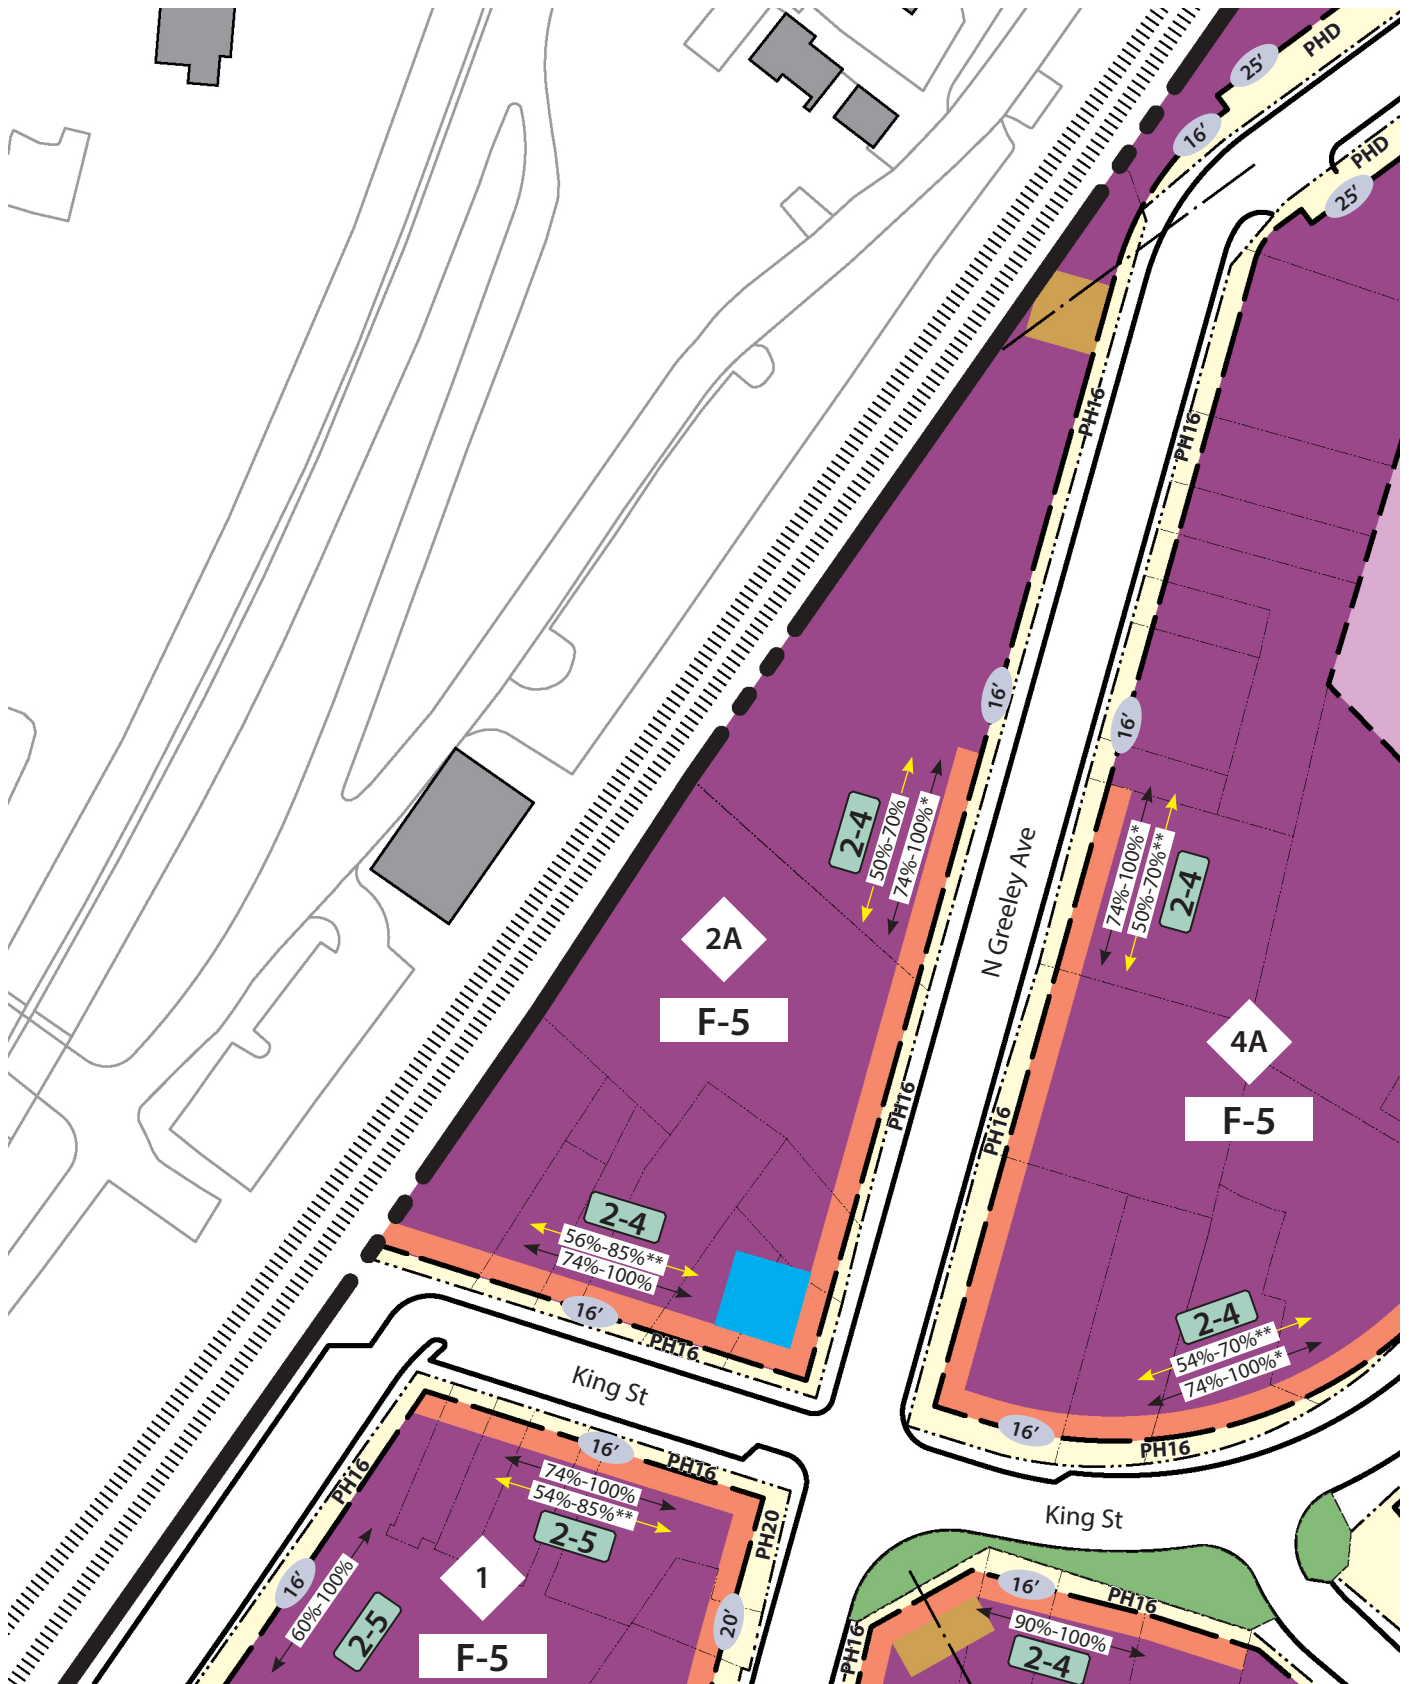 PHD
25'
16'
PHD
25'
PH16
PH16
16'
16'
2-4
50%-70%
74%-100%*
74%-100%*
50%-70%**
2-4
N Greeley Ave
2A
F-5
4A
F-5
PH16
PH16
2-4
56%-85%**
74%-100%
16'
PH16
2-4
54%-70%**
74%-100%*
King St
16'
PH16
16'
PH16
74%-100%
54%-85%**
2-5
PH16
PH20
King St
16'
60%-100%
2-5
1
F-5
20'
16'
PH16
90%-100%
2-4
PH16